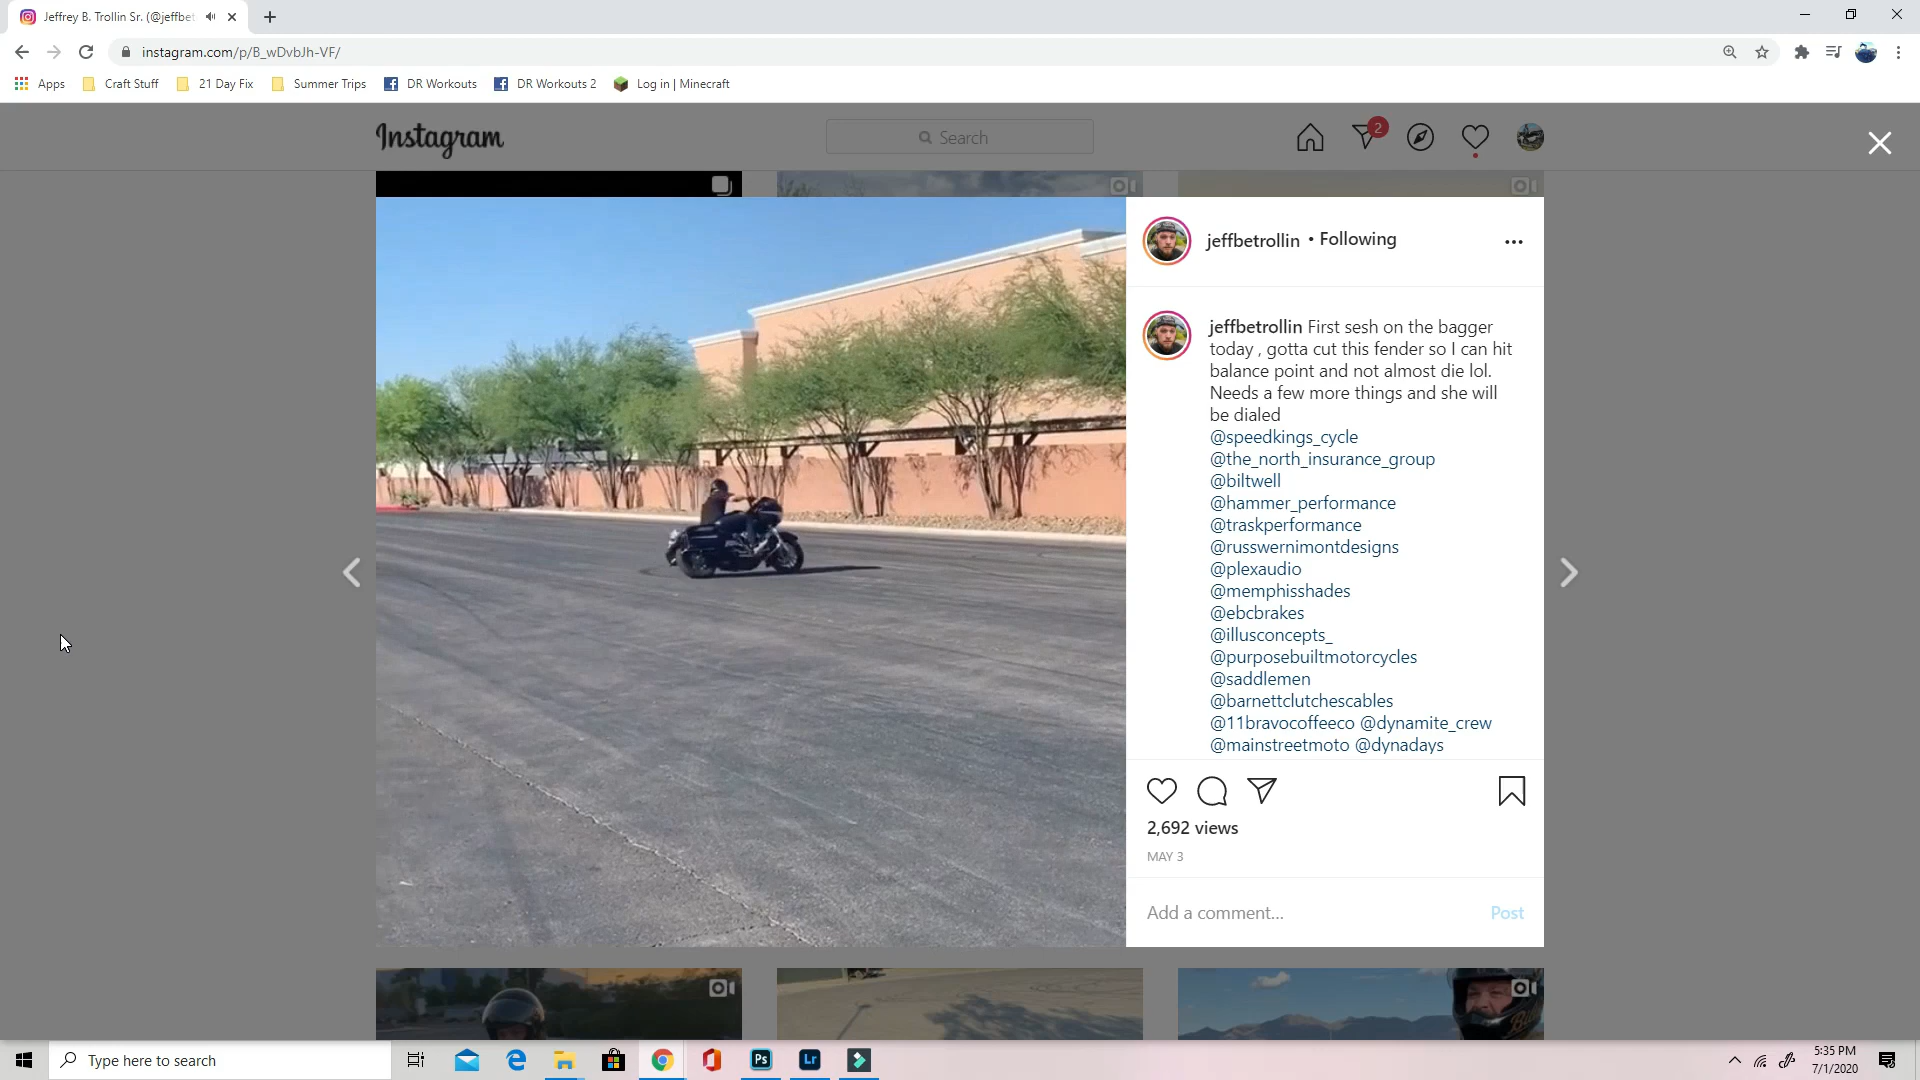 Jeffrey B. Trollin Sr. (@jeffbet
instagram.com/p/B_wDvbJh-VF/
Apps Craft Stuff 21 Day Fix Summer Trips DR Workouts DR Workouts 2 Log in | Minecraft
Instagram
Search
2
jeffbetrollin • Following
jeffbetrollin First sesh on the bagger
today , gotta cut this fender so I can hit
balance point and not almost die lol.
Needs a few more things and she will
be dialed
@speedkings_cycle
@the_north_insurance_group
@biltwell
@hammer_performance
@traskperformance
@russwernimontdesigns
@plexaudio
@memphisshades
@ebcbrakes
@illusconcepts_
@purposebuiltmotorcycles
@saddlemen
@barnettclutchescables
@11bravocoffeeco @dynamite_crew
@mainstreetmoto @dynadays
2,692 views
MAY 3
Add a comment... Post
Type here to search
Ps
Lr
5:35 PM
7/1/2020